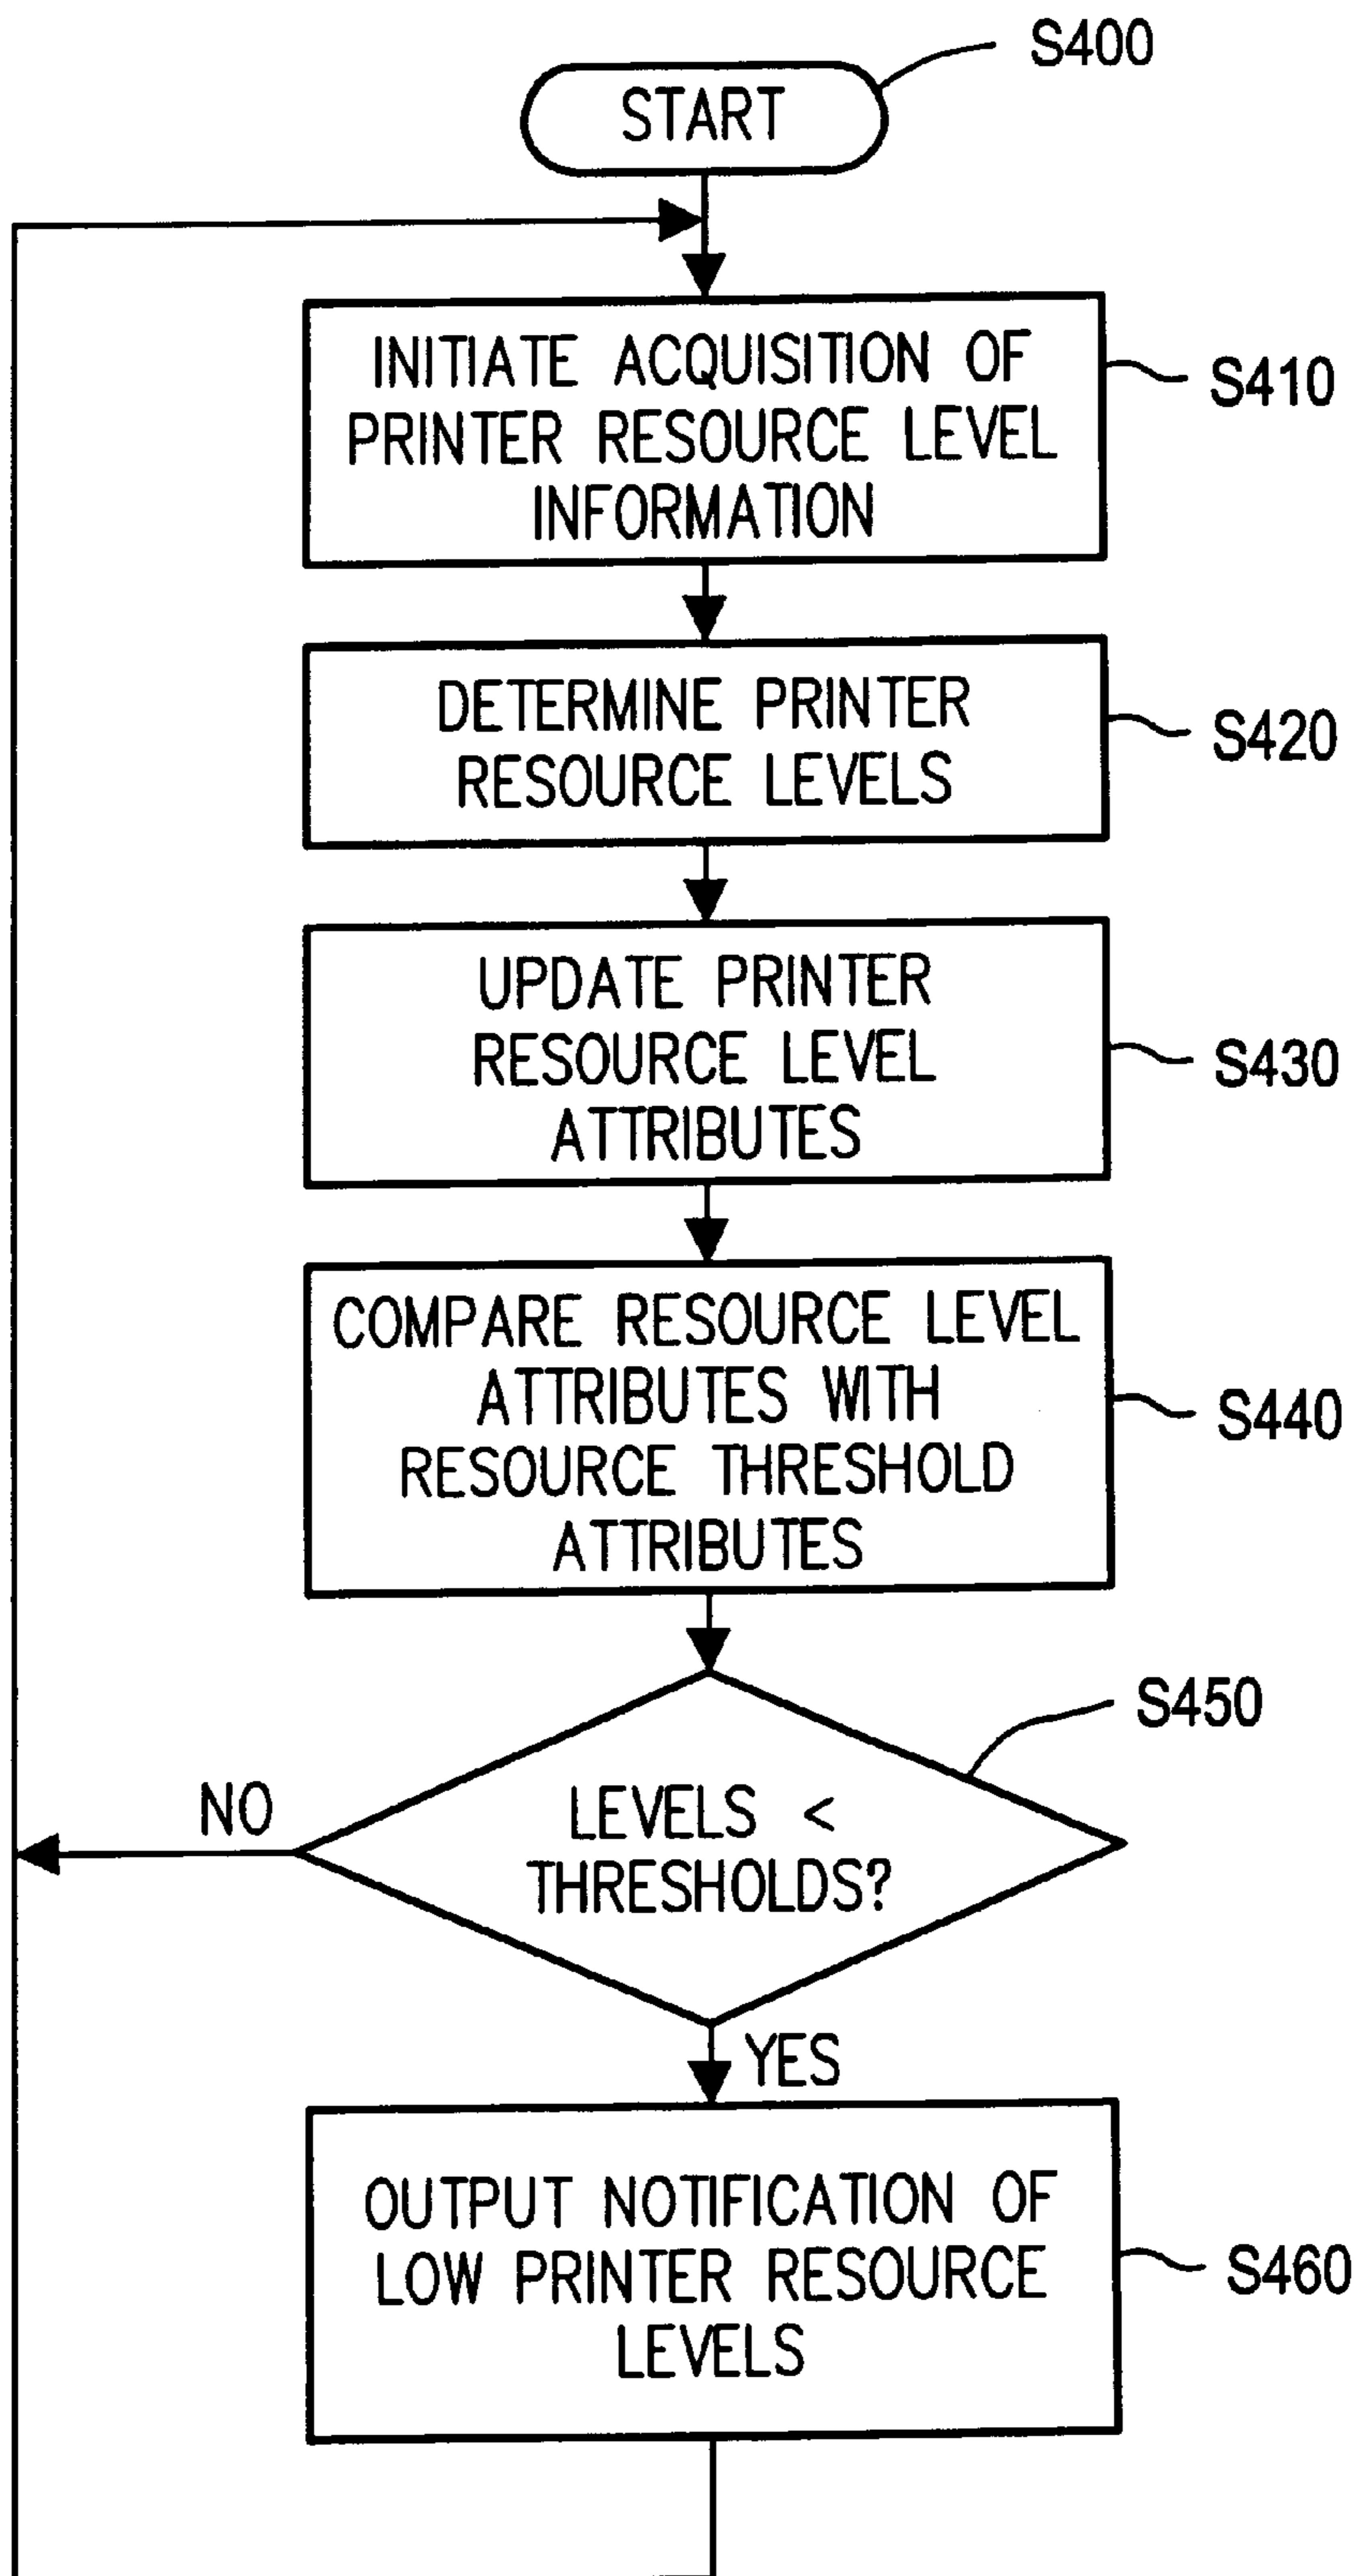 S400
START
INITIATE ACQUISITION OF
PRINTER RESOURCE LEVEL
INFORMATION
S410
DETERMINE PRINTER
RESOURCE LEVELS
S420
UPDATE PRINTER
RESOURCE LEVEL
ATTRIBUTES
S430
COMPARE RESOURCE LEVEL
ATTRIBUTES WITH
RESOURCE THRESHOLD
ATTRIBUTES
S440
S450
LEVELS <
THRESHOLDS?
NO
YES
OUTPUT NOTIFICATION OF
LOW PRINTER RESOURCE
LEVELS
S460